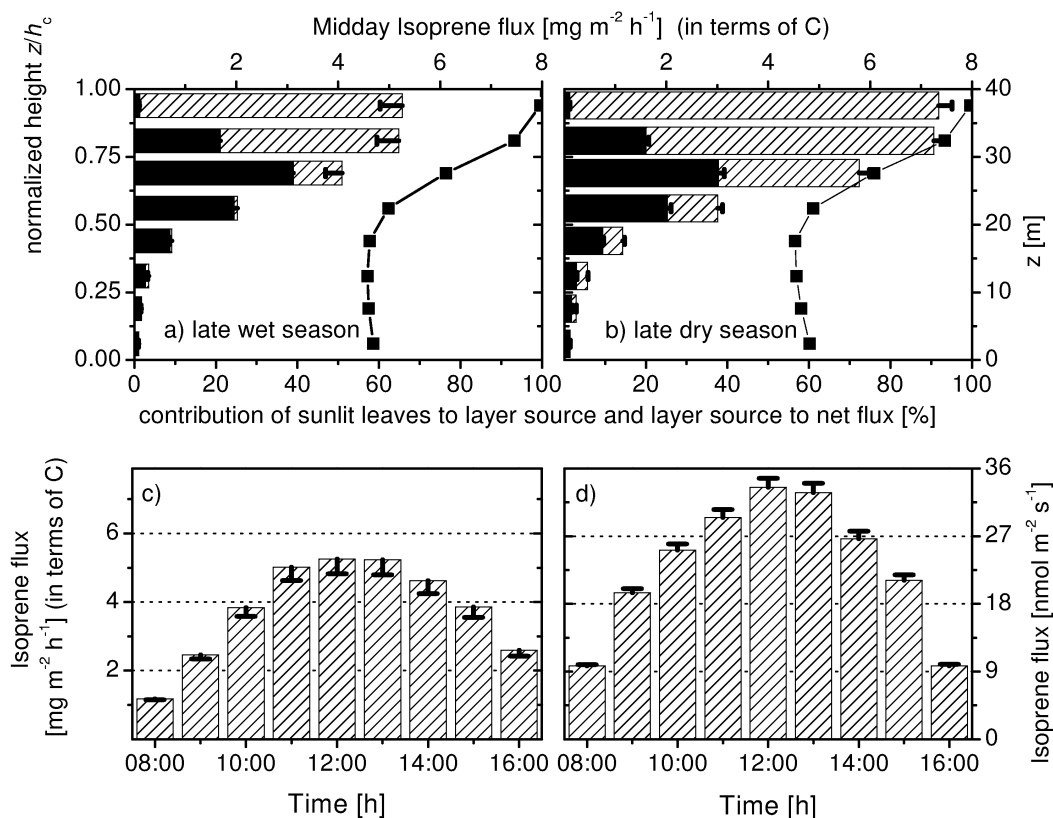 Midday Isoprene flux [mg m⁻² h⁻¹] (in terms of C)
0 2 4 6 8
0 2 4 6 8
normalized height z/h_c
1.00
0.75
0.50
0.25
0.00
a) late wet season
b) late dry season
40
30
20
10
0
z [m]
0 20 40 60 80 100
20 40 60 80 100
contribution of sunlit leaves to layer source and layer source to net flux [%]
c)
d)
Isoprene flux
[mg m⁻² h⁻¹] (in terms of C)
6
4
2
36
27
18
9
0
Isoprene flux [nmol m⁻² s⁻¹]
08:00 10:00 12:00 14:00 16:00
08:00 10:00 12:00 14:00 16:00
Time [h]
Time [h]